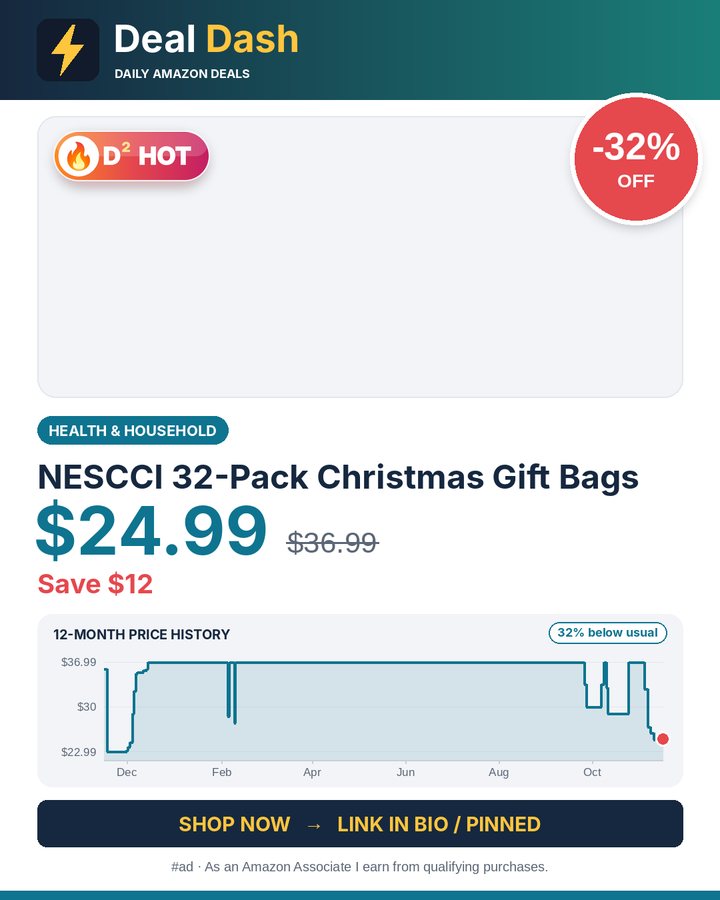 Deal Dash
DAILY AMAZON DEALS
D² HOT
-32%
OFF
HEALTH & HOUSEHOLD
NESCCI 32-Pack Christmas Gift Bags
$24.99 $36.99
Save $12
12-MONTH PRICE HISTORY
32% below usual
$36.99
$30
$22.99
Dec Feb Apr Jun Aug Oct
SHOP NOW → LINK IN BIO / PINNED
#ad · As an Amazon Associate I earn from qualifying purchases.